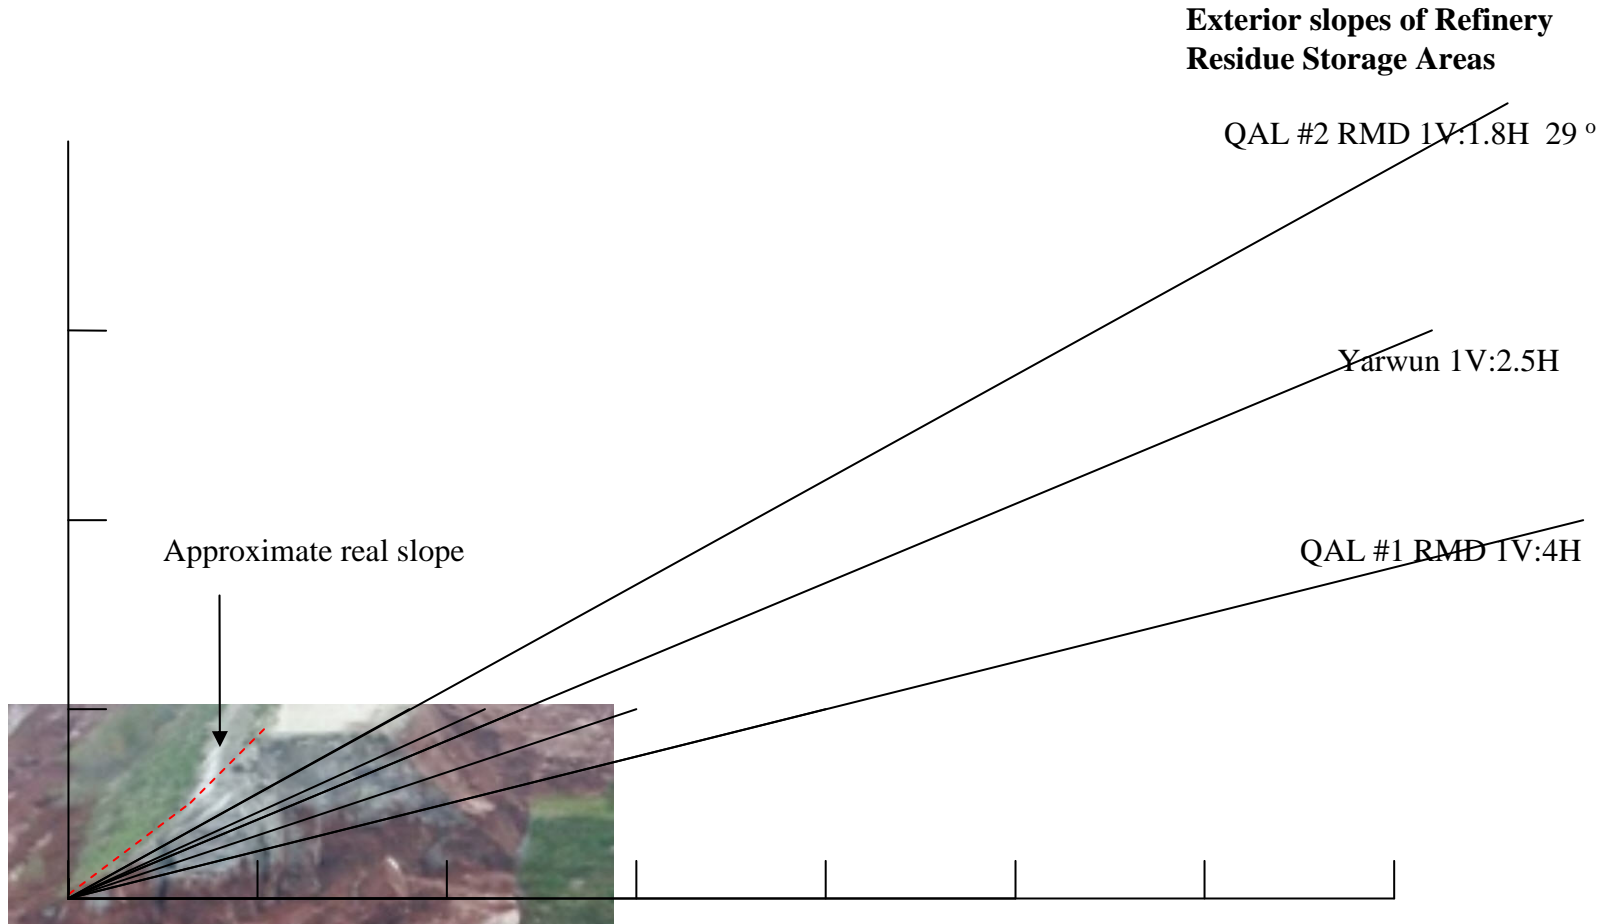 Exterior slopes of Refinery
Residue Storage Areas
QAL #2 RMD 1V:1.8H 29 º
Yarwun 1V:2.5H
Approximate real slope
QAL #1 RMD 1V:4H